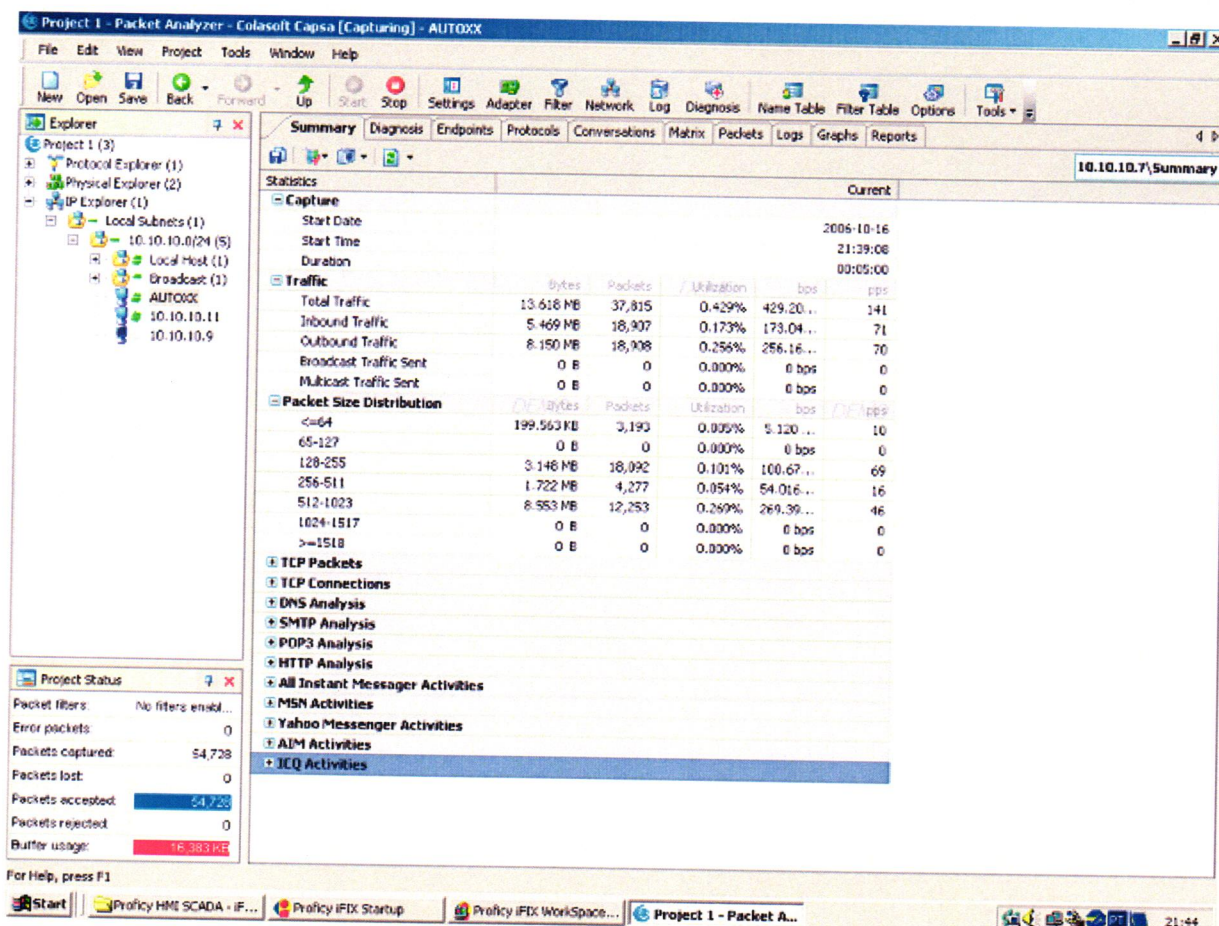 Project 1 - Packet Analyzer - Colasoft Capsa [Capturing] - AUTOXX
File Edit View Project Tools Window Help
New Open Save Back Forward Up Start Stop Settings Adapter Filter Network Log Diagnosis Name Table Filter Table Options Tools
Explorer
Project 1 (3)
Protocol Explorer (1)
Physical Explorer (2)
IP Explorer (1)
Local Subnets (1)
10.10.10.0/24 (5)
Local Host (1)
Broadcast (1)
AUTOXX
10.10.10.11
10.10.10.9
Summary Diagnosis Endpoints Protocols Conversations Matrix Packets Logs Graphs Reports
10.10.10.7\Summary
Statistics Current
Capture
Start Date 2006-10-16
Start Time 21:39:08
Duration 00:05:00
Traffic Bytes Packets Utilization bps pps
Total Traffic 13.618 MB 37,815 0.429% 429.20... 141
Inbound Traffic 5.469 MB 18,907 0.173% 173.04... 71
Outbound Traffic 8.150 MB 18,908 0.256% 256.16... 70
Broadcast Traffic Sent 0 B 0 0.000% 0 bps 0
Multicast Traffic Sent 0 B 0 0.000% 0 bps 0
Packet Size Distribution Bytes Packets Utilization bps pps
<=64 199.563 KB 3,193 0.005% 5.120 ... 10
65-127 0 B 0 0.000% 0 bps 0
128-255 3.148 MB 18,092 0.101% 100.67... 69
256-511 1.722 MB 4,277 0.054% 54.016... 16
512-1023 8.553 MB 12,253 0.269% 269.39... 46
1024-1517 0 B 0 0.000% 0 bps 0
>=1518 0 B 0 0.000% 0 bps 0
TCP Packets
TCP Connections
DNS Analysis
SMTP Analysis
POP3 Analysis
HTTP Analysis
All Instant Messager Activities
MSN Activities
Yahoo Messenger Activities
AIM Activities
ICQ Activities
Project Status
Packet filters: No filters enabl...
Error packets: 0
Packets captured: 54,728
Packets lost: 0
Packets accepted: 54,728
Packets rejected: 0
Buffer usage: 16,383 KB
For Help, press F1
Start Proficy HMI SCADA - iF... Proficy iFIX Startup Proficy iFIX WorkSpace... Project 1 - Packet A... 21:44